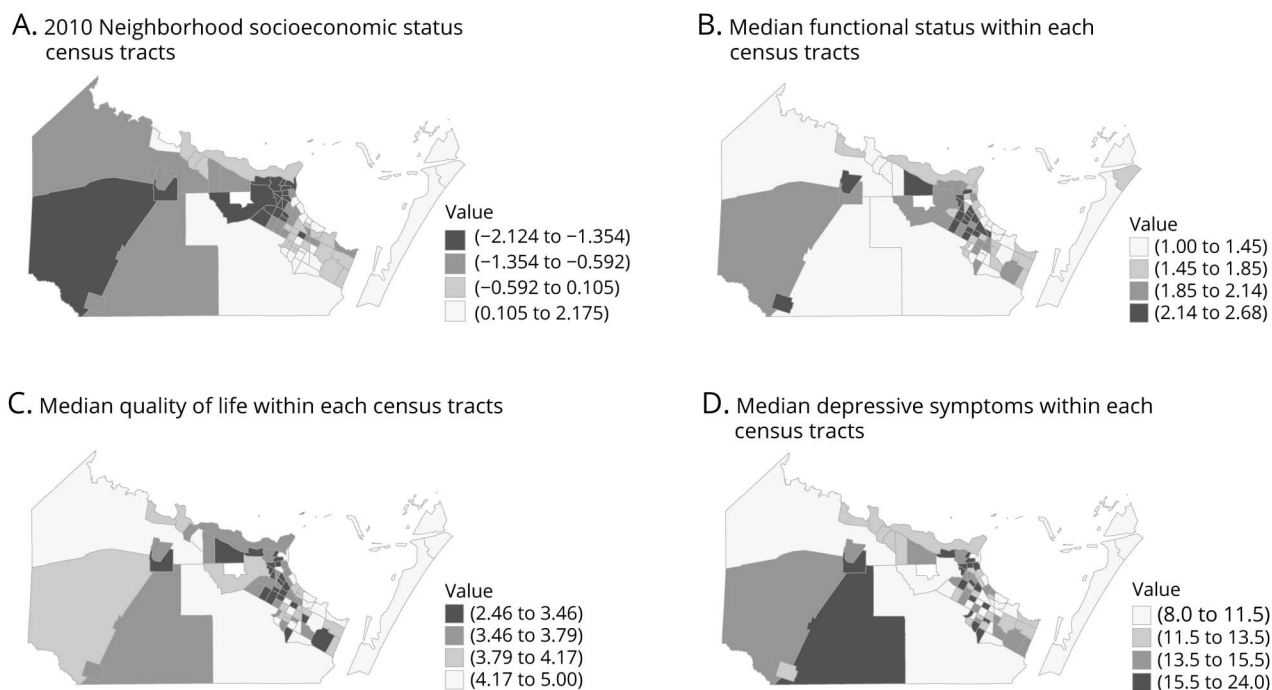 A. 2010 Neighborhood socioeconomic status
census tracts
Value
(−2.124 to −1.354)
(−1.354 to −0.592)
(−0.592 to 0.105)
(0.105 to 2.175)
B. Median functional status within each
census tracts
Value
(1.00 to 1.45)
(1.45 to 1.85)
(1.85 to 2.14)
(2.14 to 2.68)
C. Median quality of life within each census tracts
Value
(2.46 to 3.46)
(3.46 to 3.79)
(3.79 to 4.17)
(4.17 to 5.00)
D. Median depressive symptoms within each
census tracts
Value
(8.0 to 11.5)
(11.5 to 13.5)
(13.5 to 15.5)
(15.5 to 24.0)